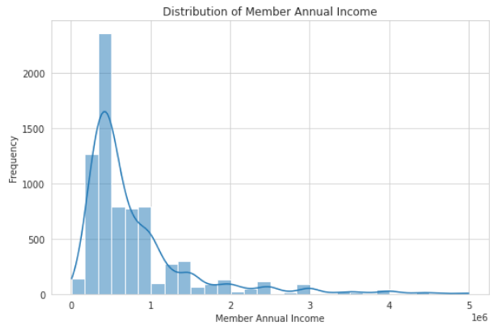 Distribution of Member Annual Income
Frequency
2000
1500
1000
500
0
0 1 2 3 4 5
1e6
Member Annual Income